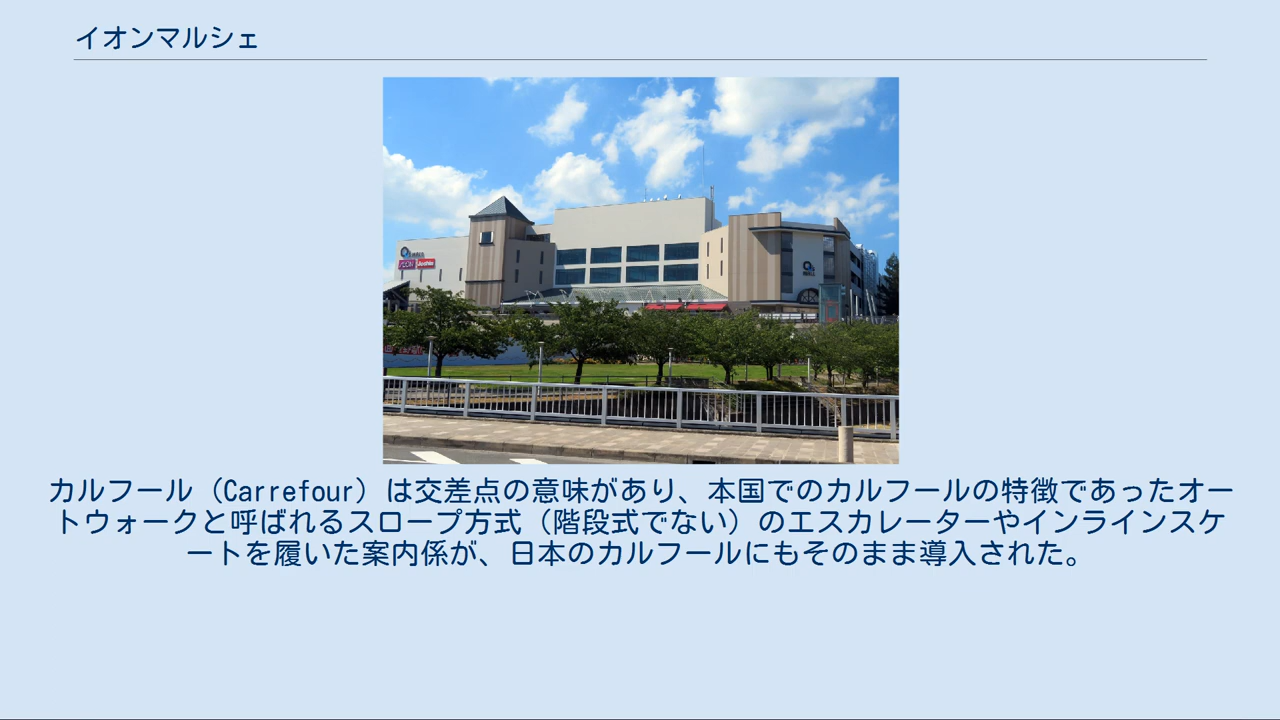 イオンマルシェ
カルフール（Carrefour）は交差点の意味があり、本国でのカルフールの特徴であったオー
トウォークと呼ばれるスロープ方式（階段式でない）のエスカレーターやインラインスケ
ートを履いた案内係が、日本のカルフールにもそのまま導入された。